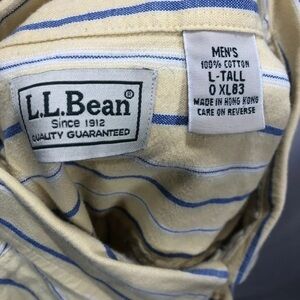 L.L.Bean®
Since 1912
QUALITY GUARANTEED
MEN'S
100% COTTON
L-TALL
0 XL83
MADE IN HONG KONG
CARE ON REVERSE